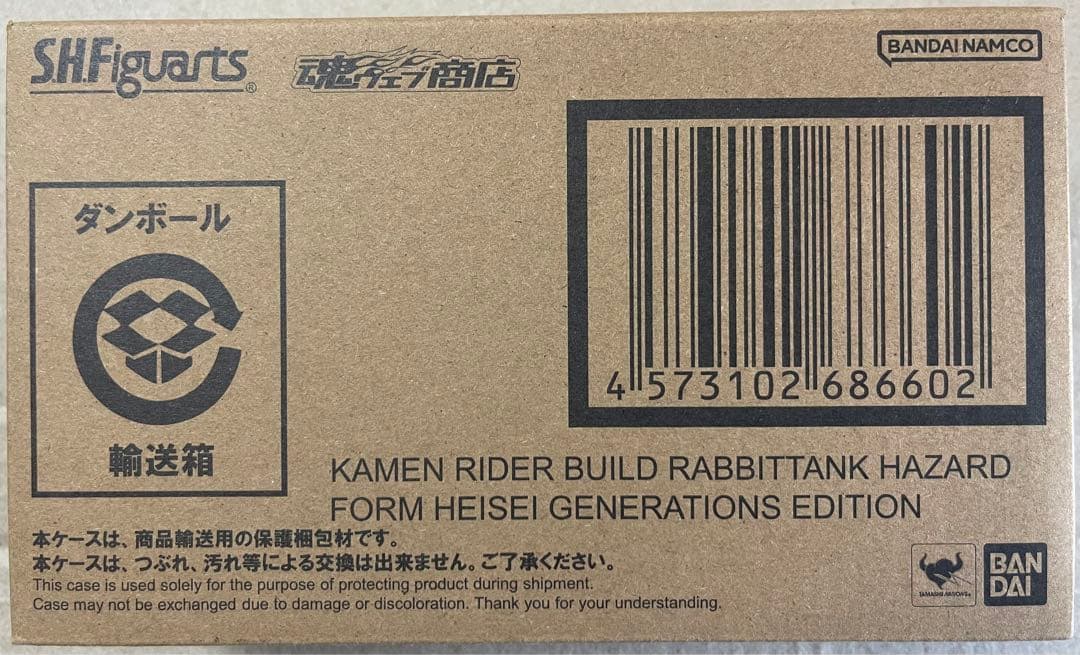 S.H.Figuarts®
魂ウェブ商店
BANDAI NAMCO
ダンボール
輸送箱
4 573102 686602
KAMEN RIDER BUILD RABBITTANK HAZARD
FORM HEISEI GENERATIONS EDITION
本ケースは、商品輸送用の保護梱包材です。
本ケースは、つぶれ、汚れ等による交換は出来ません。ご了承ください。
This case is used solely for the purpose of protecting product during shipment.
Case may not be exchanged due to damage or discoloration. Thank you for your understanding.
TAMASHII NATIONS®
BAN
DAI